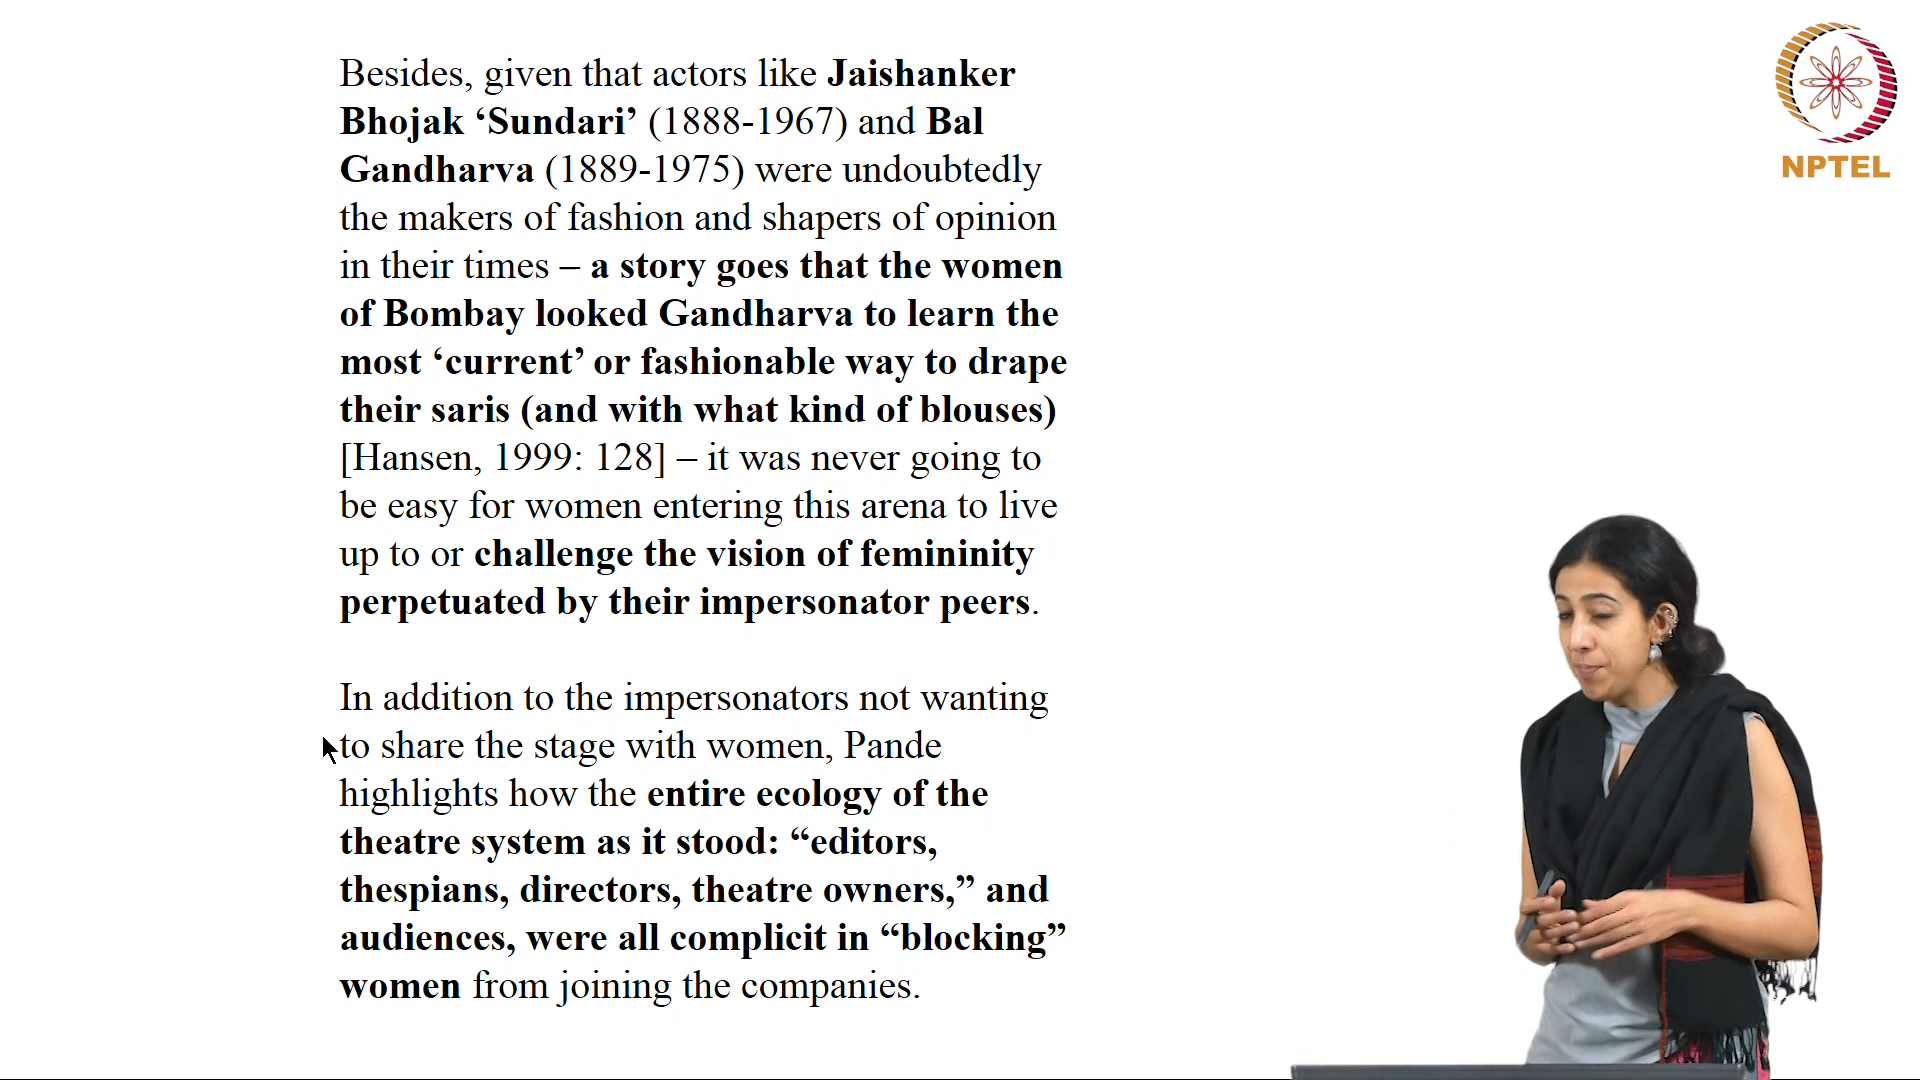 Besides, given that actors like Jaishanker
Bhojak ‘Sundari’ (1888-1967) and Bal
Gandharva (1889-1975) were undoubtedly
the makers of fashion and shapers of opinion
in their times – a story goes that the women
of Bombay looked Gandharva to learn the
most ‘current’ or fashionable way to drape
their saris (and with what kind of blouses)
[Hansen, 1999: 128] – it was never going to
be easy for women entering this arena to live
up to or challenge the vision of femininity
perpetuated by their impersonator peers.
In addition to the impersonators not wanting
to share the stage with women, Pande
highlights how the entire ecology of the
theatre system as it stood: “editors,
thespians, directors, theatre owners,” and
audiences, were all complicit in “blocking”
women from joining the companies.
NPTEL